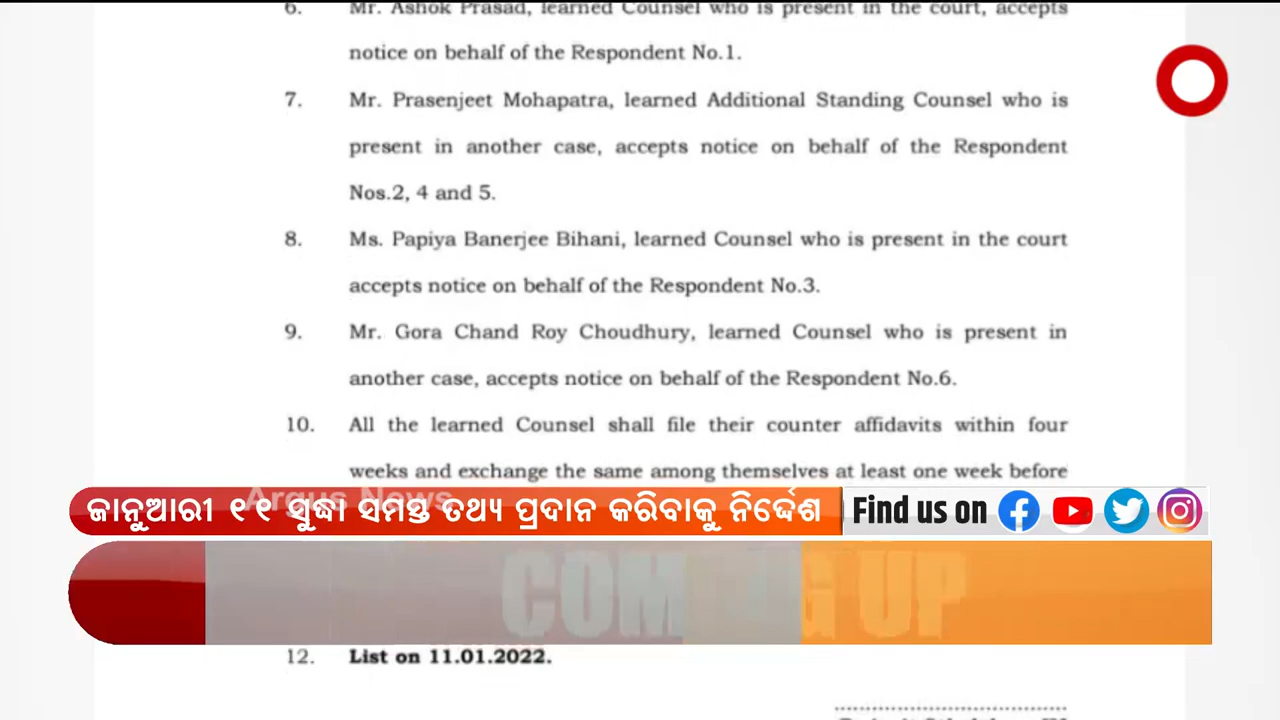 6. Mr. Ashok Prasad, learned Counsel who is present in the court, accepts
notice on behalf of the Respondent No.1.
7. Mr. Prasenjeet Mohapatra, learned Additional Standing Counsel who is
present in another case, accepts notice on behalf of the Respondent
Nos.2, 4 and 5.
8. Ms. Papiya Banerjee Bihani, learned Counsel who is present in the court
accepts notice on behalf of the Respondent No.3.
9. Mr. Gora Chand Roy Choudhury, learned Counsel who is present in
another case, accepts notice on behalf of the Respondent No.6.
10. All the learned Counsel shall file their counter affidavits within four
weeks and exchange the same among themselves at least one week before
Argus News
ଜାନୁଆରୀ ୧୧ ସୁଦ୍ଧା ସମସ୍ତ ତଥ୍ୟ ପ୍ରଦାନ କରିବାକୁ ନିର୍ଦ୍ଦେଶ
Find us on
COMING UP
12. List on 11.01.2022.